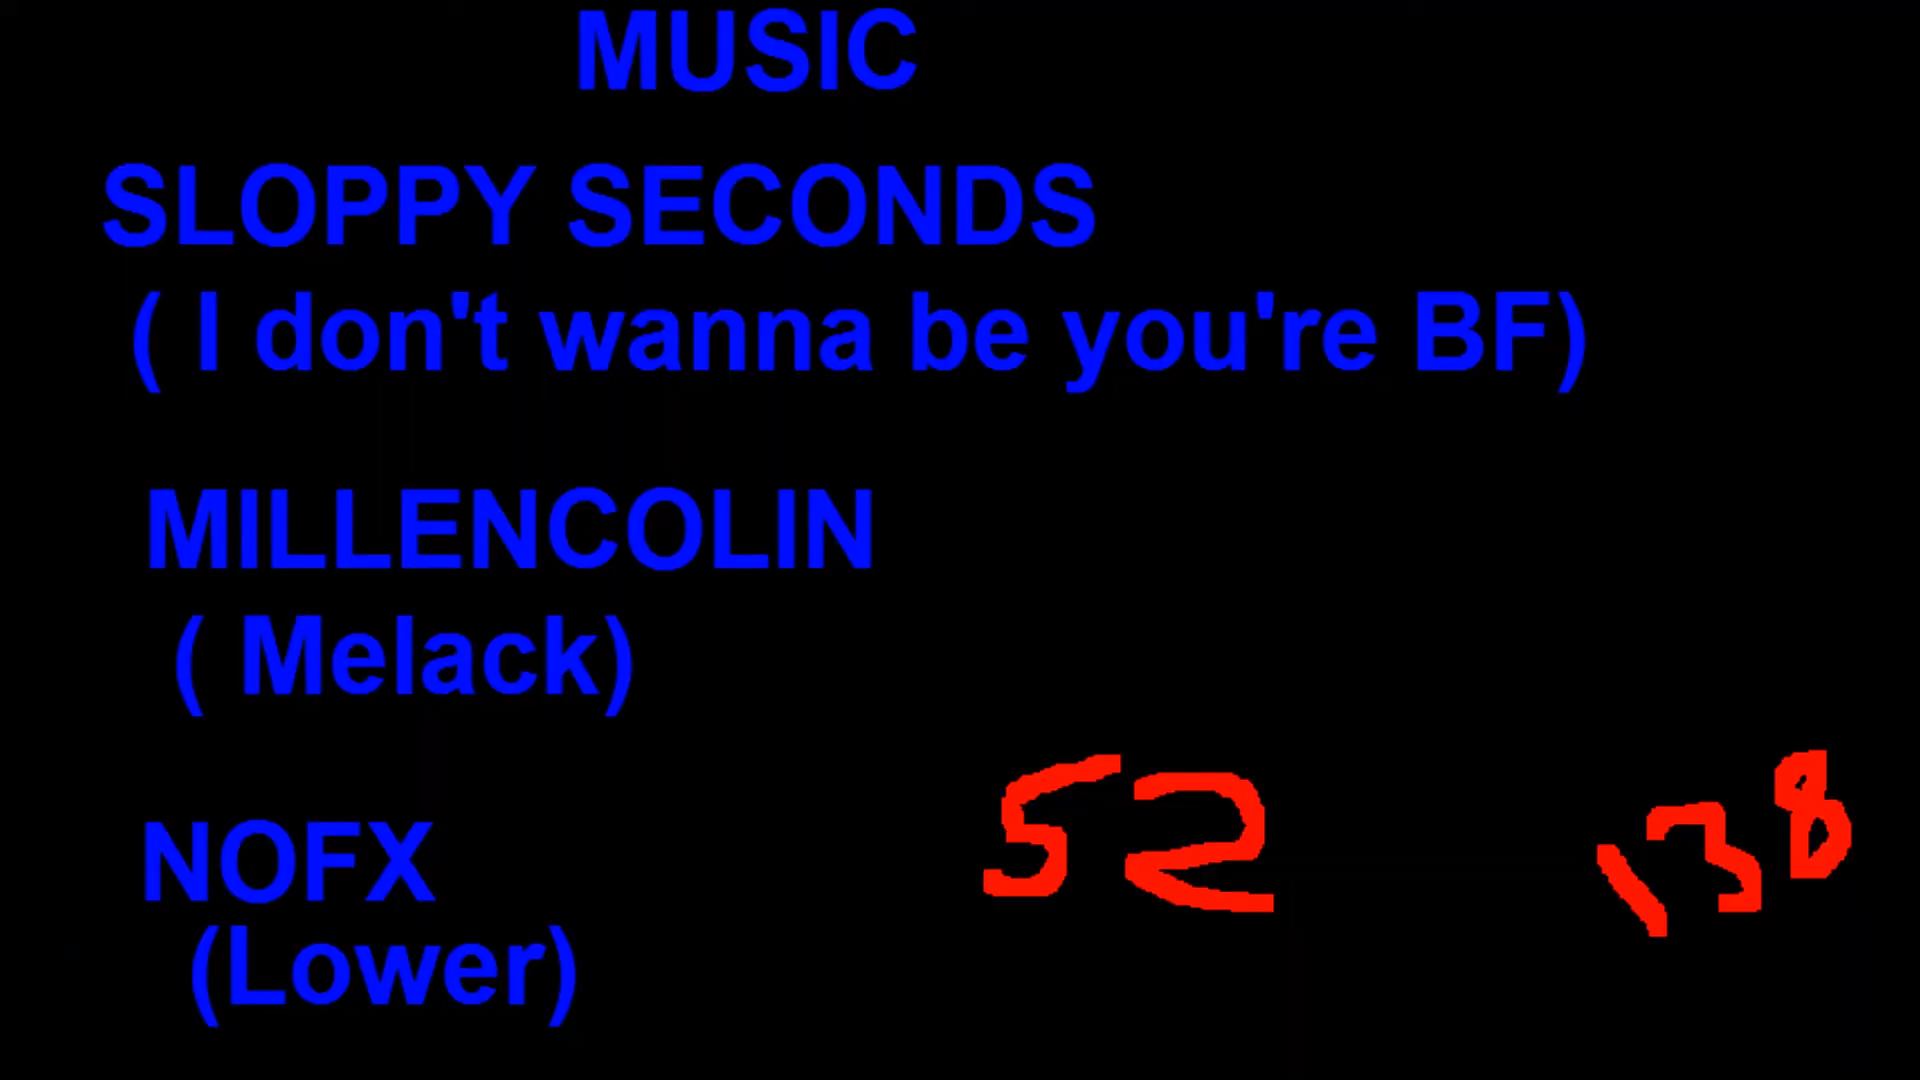 MUSIC
SLOPPY SECONDS
( I don't wanna be you're BF)
MILLENCOLIN
( Melack)
NOFX
(Lower)
52
138